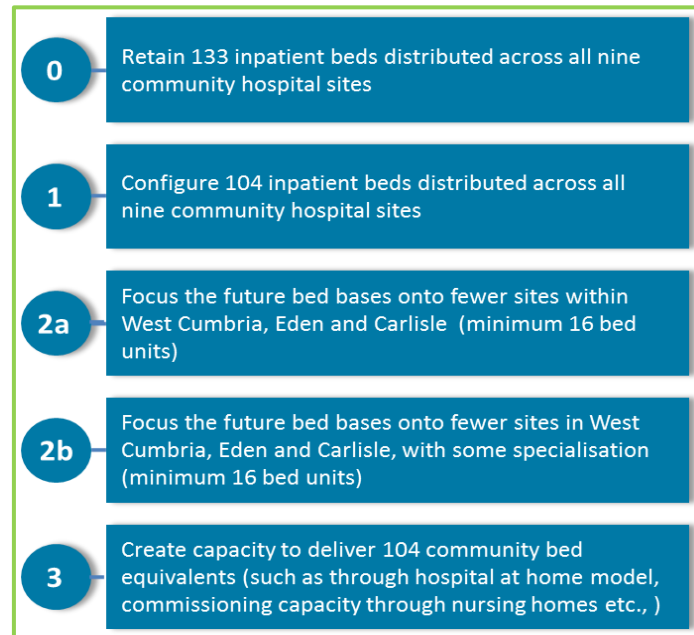 0
Retain 133 inpatient beds distributed across all nine
community hospital sites
1
Configure 104 inpatient beds distributed across all
nine community hospital sites
2a
Focus the future bed bases onto fewer sites within
West Cumbria, Eden and Carlisle  (minimum 16 bed
units)
2b
Focus the future bed bases onto fewer sites in West
Cumbria, Eden and Carlisle, with some specialisation
(minimum 16 bed units)
3
Create capacity to deliver 104 community bed
equivalents (such as through hospital at home model,
commissioning capacity through nursing homes etc., )